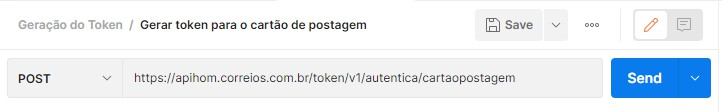 Geração do Token / Gerar token para o cartão de postagem Save
POST https://apihom.correios.com.br/token/v1/autentica/cartaopostagem Send